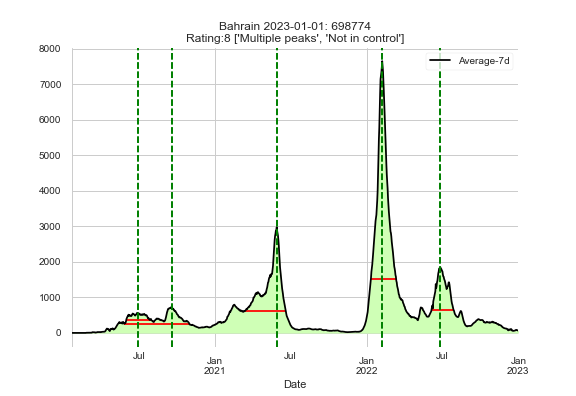 Bahrain 2023-01-01: 698774
Rating:8 ['Multiple peaks', 'Not in control']
8000
7000
6000
5000
4000
3000
2000
1000
0
Average-7d
Jul
Jan
2021
Jul
Jan
2022
Jul
Jan
2023
Date